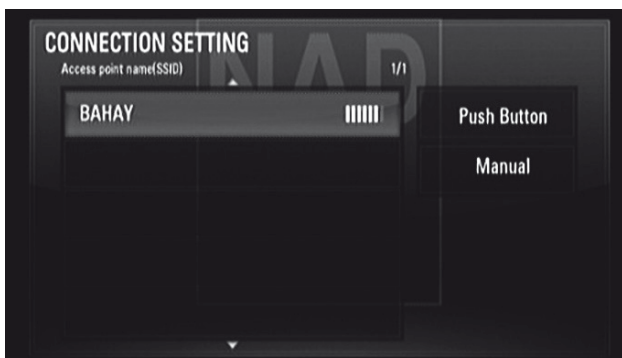 CONNECTION SETTING
NAD
Access point name(SSID) 1/1
BAHAY
Push Button
Manual